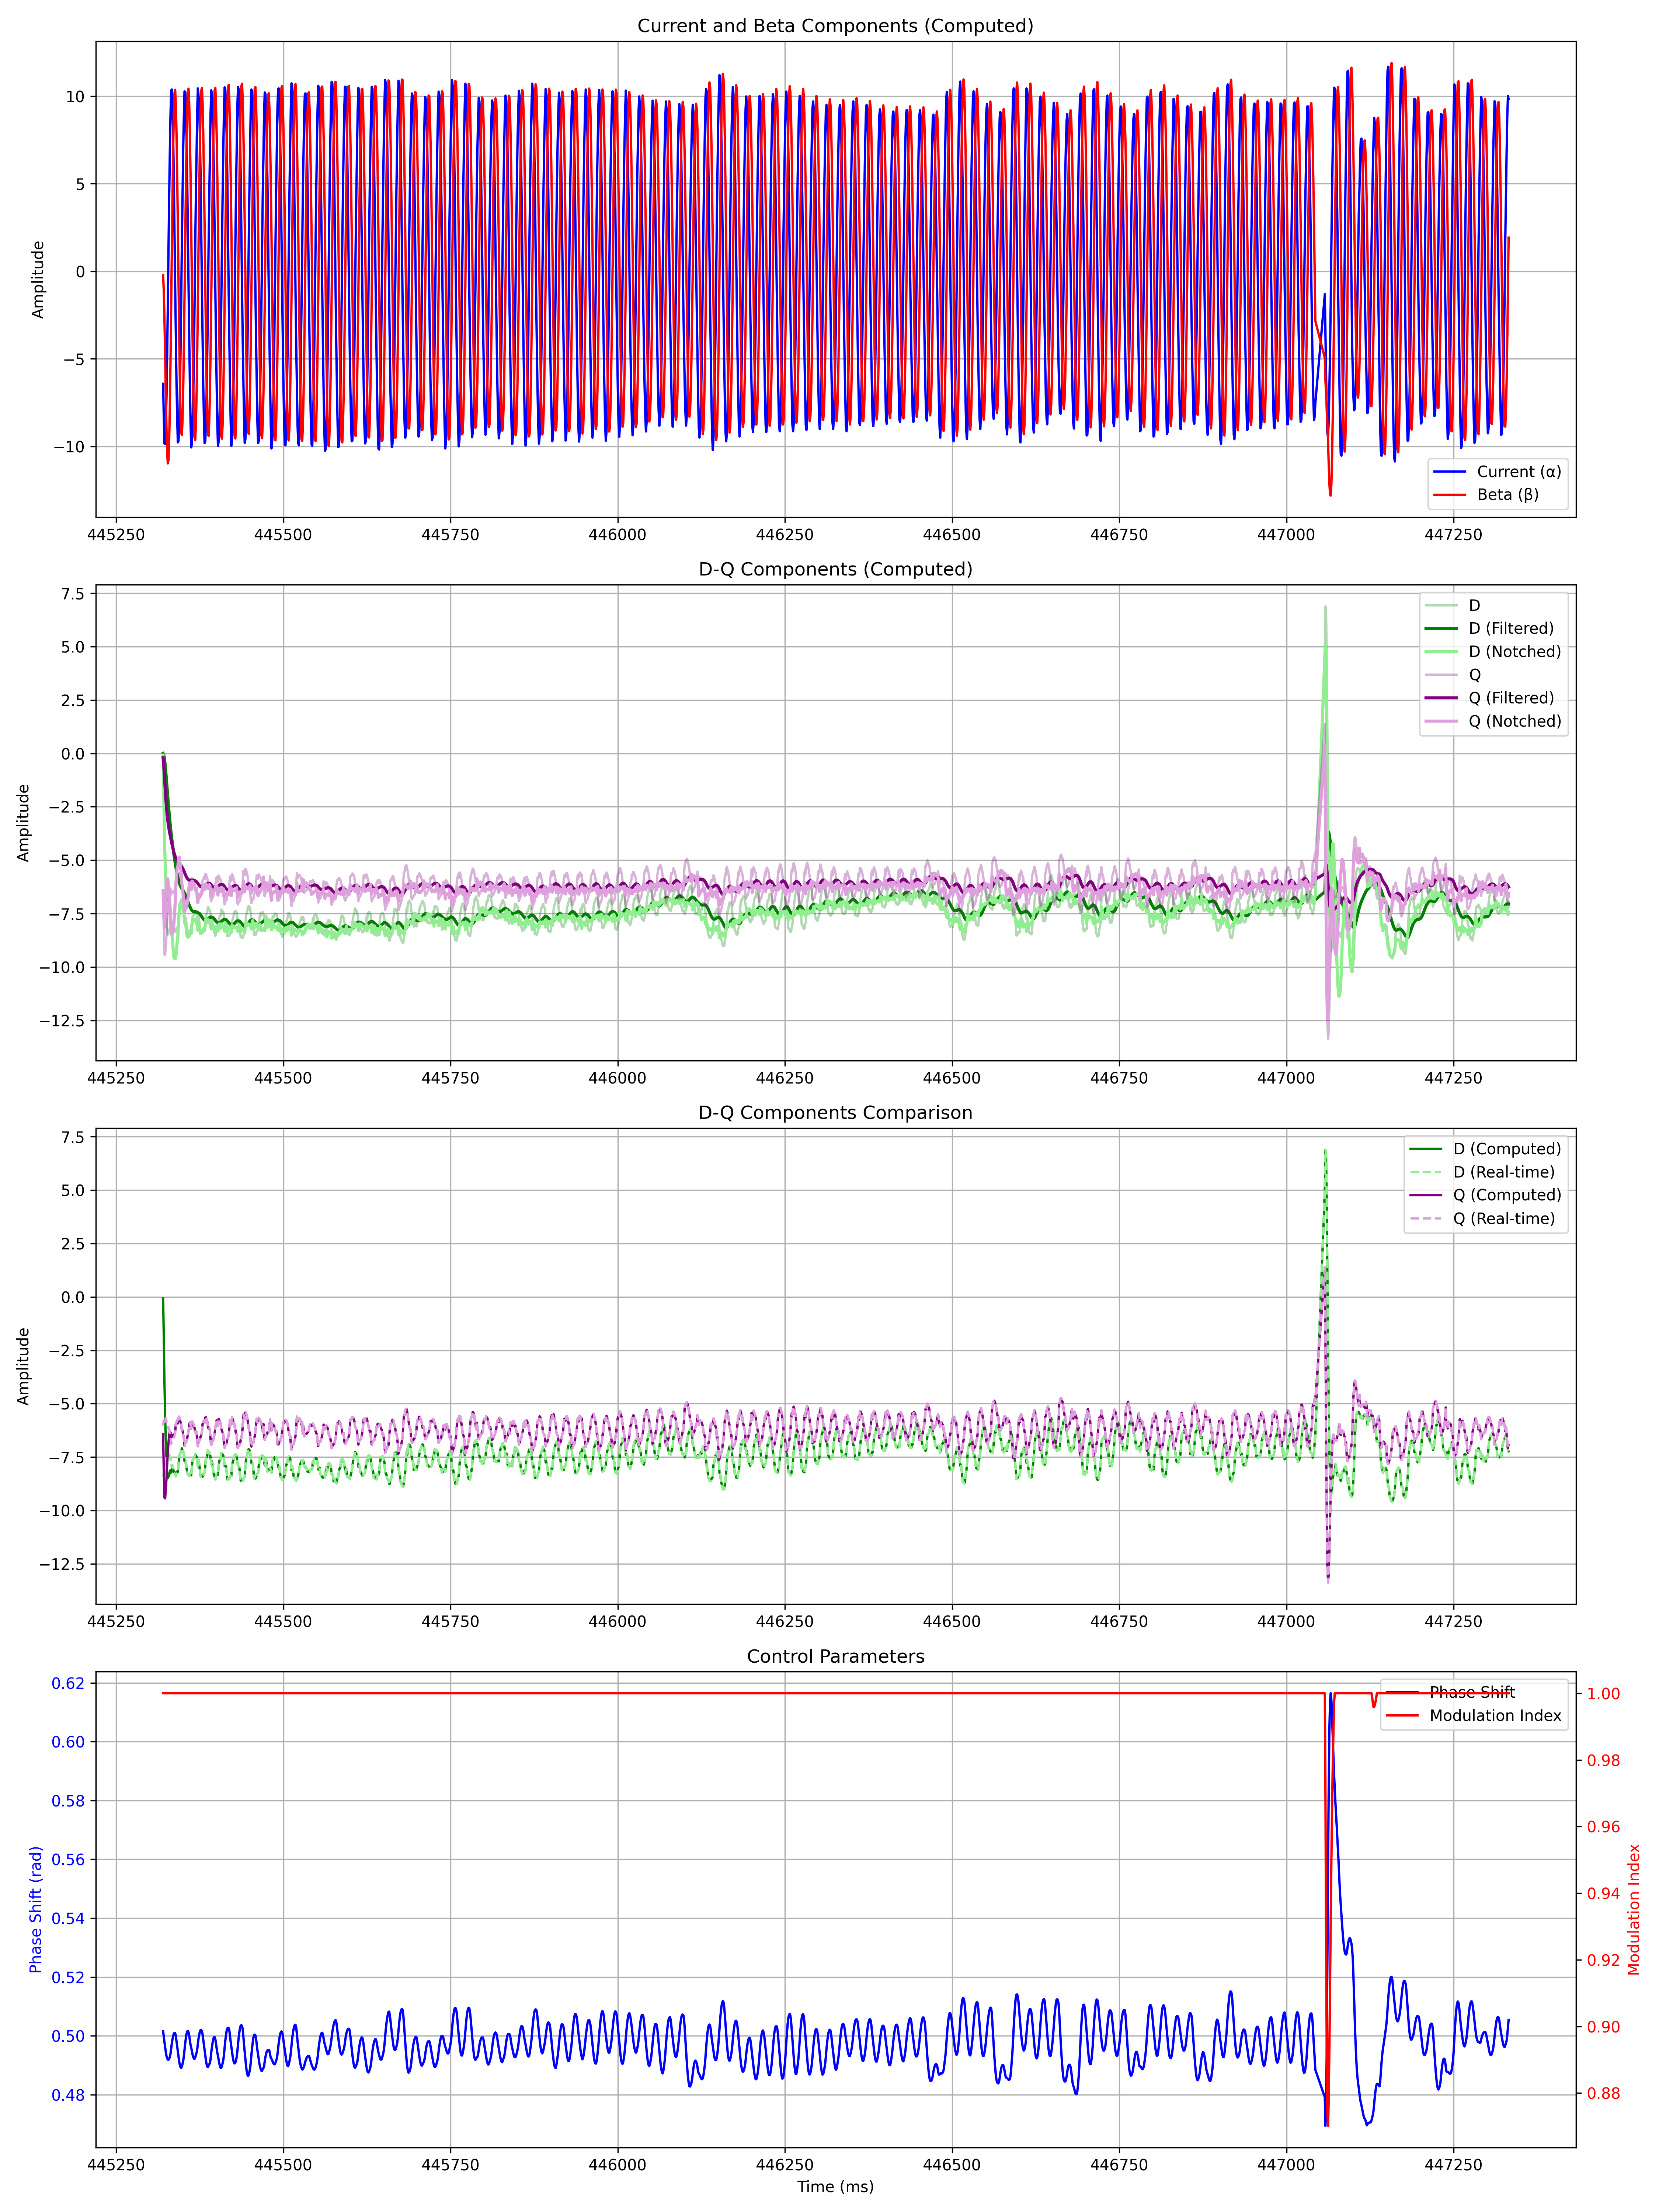 Current and Beta Components (Computed)
10
5
0
−5
−10
Amplitude
Current (α)
Beta (β)
445250 445500 445750 446000 446250 446500 446750 447000 447250
D-Q Components (Computed)
7.5
5.0
2.5
0.0
−2.5
−5.0
−7.5
−10.0
−12.5
Amplitude
D
D (Filtered)
D (Notched)
Q
Q (Filtered)
Q (Notched)
445250 445500 445750 446000 446250 446500 446750 447000 447250
D-Q Components Comparison
7.5
5.0
2.5
0.0
−2.5
−5.0
−7.5
−10.0
−12.5
Amplitude
D (Computed)
D (Real-time)
Q (Computed)
Q (Real-time)
445250 445500 445750 446000 446250 446500 446750 447000 447250
Control Parameters
0.62
0.60
0.58
0.56
0.54
0.52
0.50
0.48
Phase Shift (rad)
Phase Shift
Modulation Index
1.00
0.98
0.96
0.94
0.92
0.90
0.88
Modulation Index
445250 445500 445750 446000 446250 446500 446750 447000 447250
Time (ms)